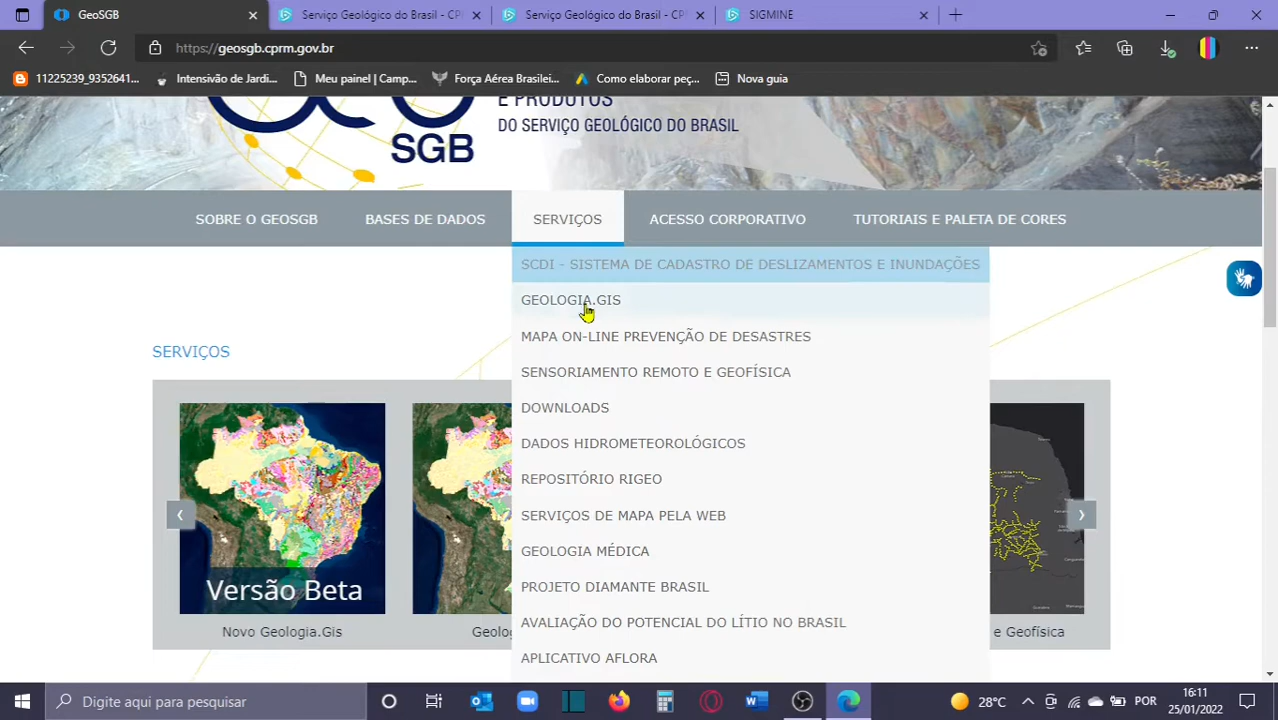 GeoSGB
Serviço Geológico do Brasil - CPR
Serviço Geológico do Brasil - CPR
SIGMINE
https://geosgb.cprm.gov.br
11225239_9352641...
Intensivão de Jardi...
Meu painel | Camp...
Força Aérea Brasilei...
Como elaborar peç...
Nova guia
E PRODUTOS
DO SERVIÇO GEOLÓGICO DO BRASIL
SGB
SOBRE O GEOSGB
BASES DE DADOS
SERVIÇOS
ACESSO CORPORATIVO
TUTORIAIS E PALETA DE CORES
SCDI - SISTEMA DE CADASTRO DE DESLIZAMENTOS E INUNDAÇÕES
GEOLOGIA.GIS
MAPA ON-LINE PREVENÇÃO DE DESASTRES
SENSORIAMENTO REMOTO E GEOFÍSICA
DOWNLOADS
DADOS HIDROMETEOROLÓGICOS
REPOSITÓRIO RIGEO
SERVIÇOS DE MAPA PELA WEB
GEOLOGIA MÉDICA
PROJETO DIAMANTE BRASIL
AVALIAÇÃO DO POTENCIAL DO LÍTIO NO BRASIL
APLICATIVO AFLORA
SERVIÇOS
Versão Beta
Novo Geologia.Gis
Geolo
e Geofísica
Digite aqui para pesquisar
28°C
POR
16:11
25/01/2022